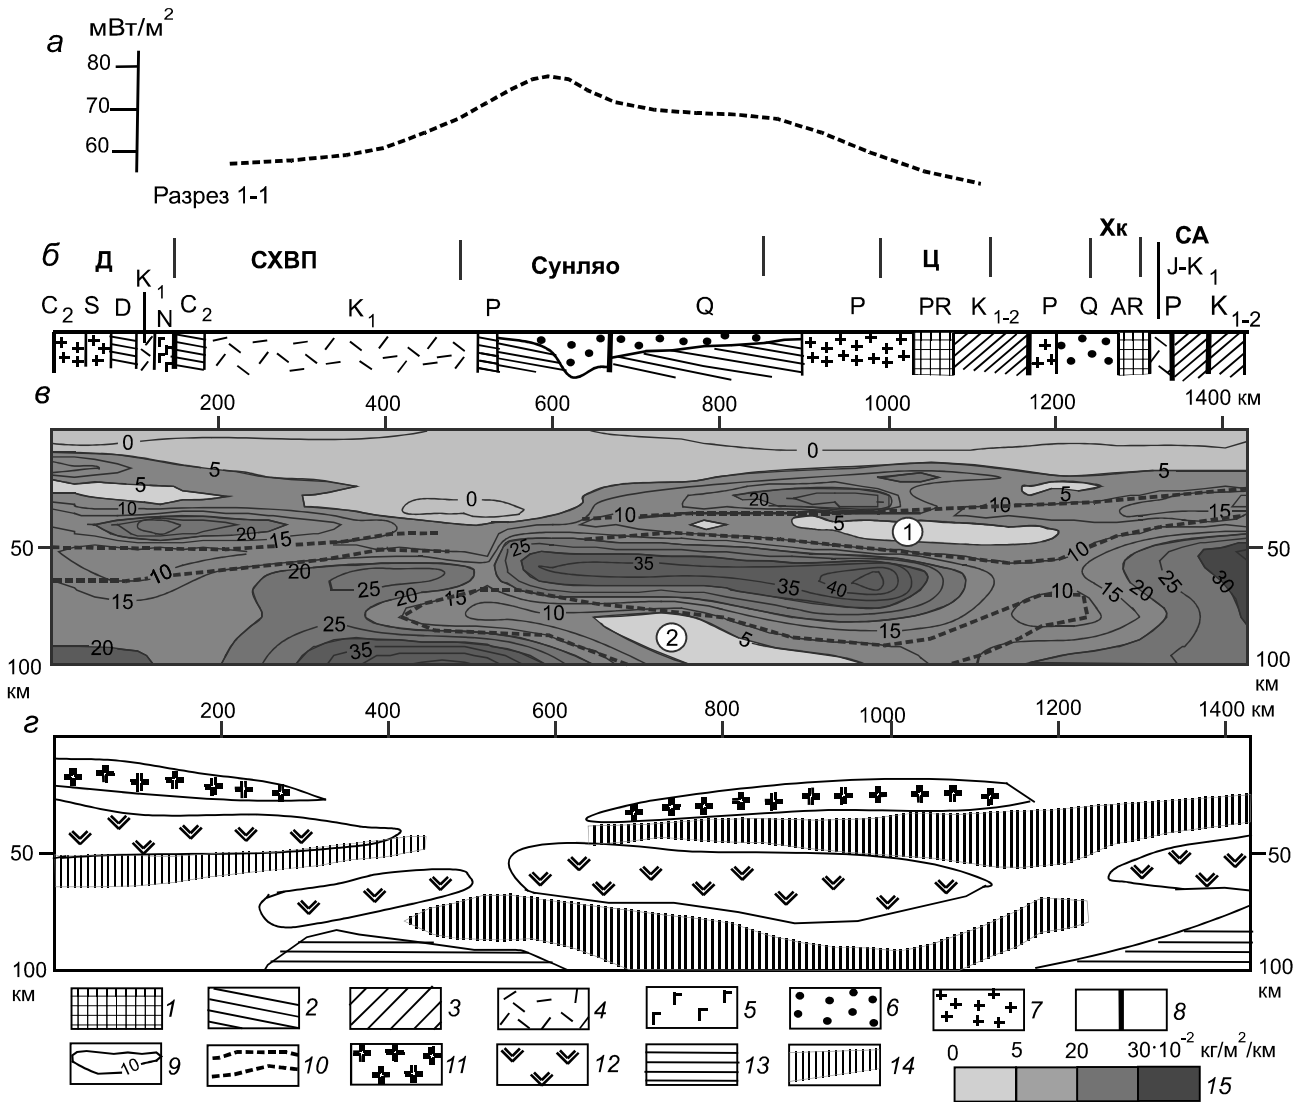 а мВт/м²
80
70
60
Разрез 1-1
б Д СХВП Сунляо Ц Хк СА
C₂ S D K₁ N C₂ K₁ P Q P PR K₁₋₂ P Q AR J-K₁ P K₁₋₂
в 200 400 600 800 1000 1200 1400 км
0 5 5 10 20 15 10 15 20 0 0 5
20 10 5 1 10 5 15 10
50 50
20 25 20 15 25 35 35 40 10 15 20 25 30
25 35 10 2 5 15 10
100 км 100 км
г 200 400 600 800 1000 1200 1400 км
50 50
100 км 100 км
1 2 3 4 5 6 7 8
9 10 11 12 13 14
10
0 5 20 30·10⁻² кг/м²/км
15